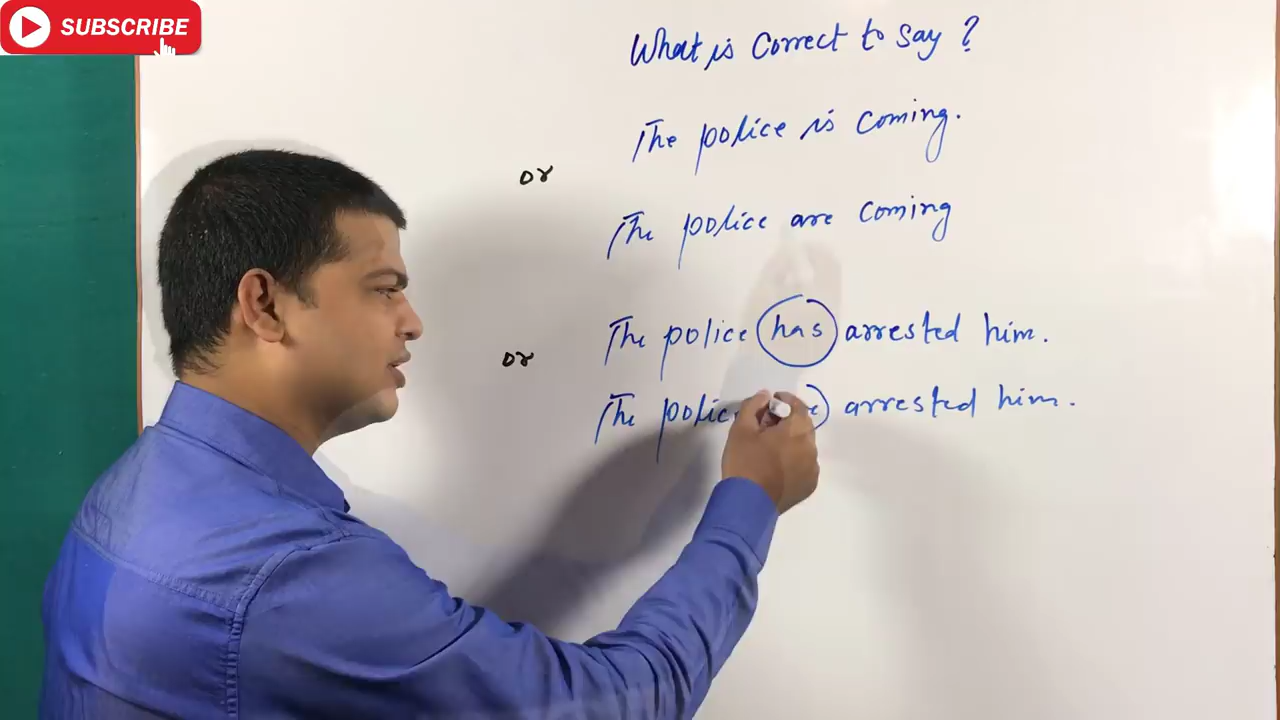 SUBSCRIBE
What is correct to say ?
The police is coming.
or
The police are coming
The police has arrested him.
or
The arrested him.